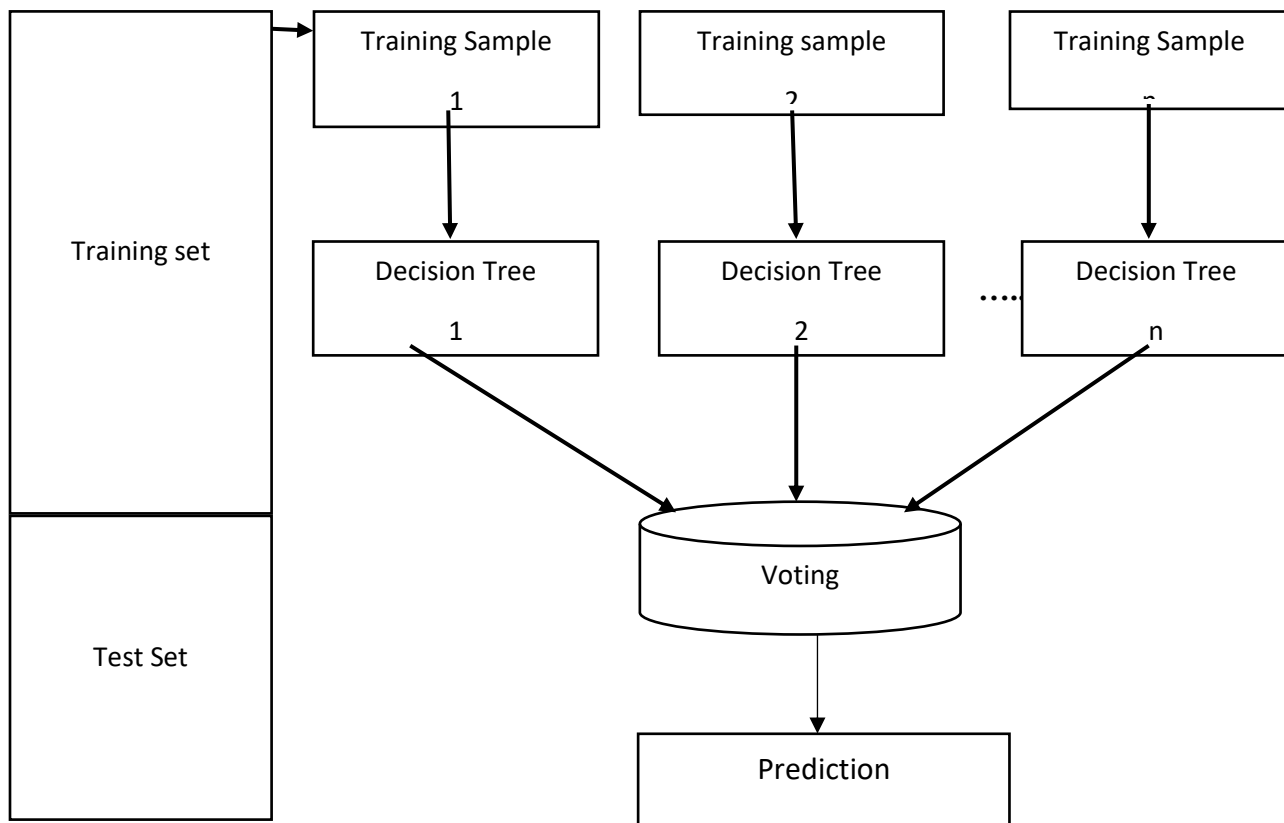 Training Sample
1
Training sample
2
Training Sample
n
Training set
Decision Tree
1
Decision Tree
2
.....
Decision Tree
n
Voting
Test Set
Prediction